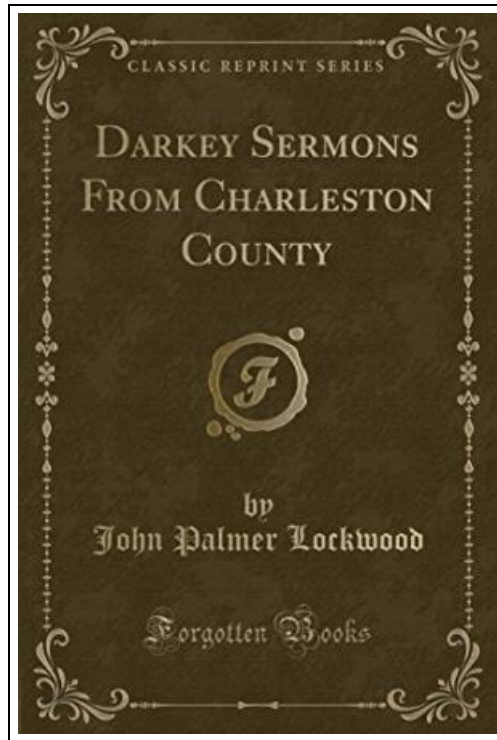 CLASSIC REPRINT SERIES
DARKEY SERMONS
FROM CHARLESTON
COUNTY
F
by
John Palmer Lockwood
Forgotten Books